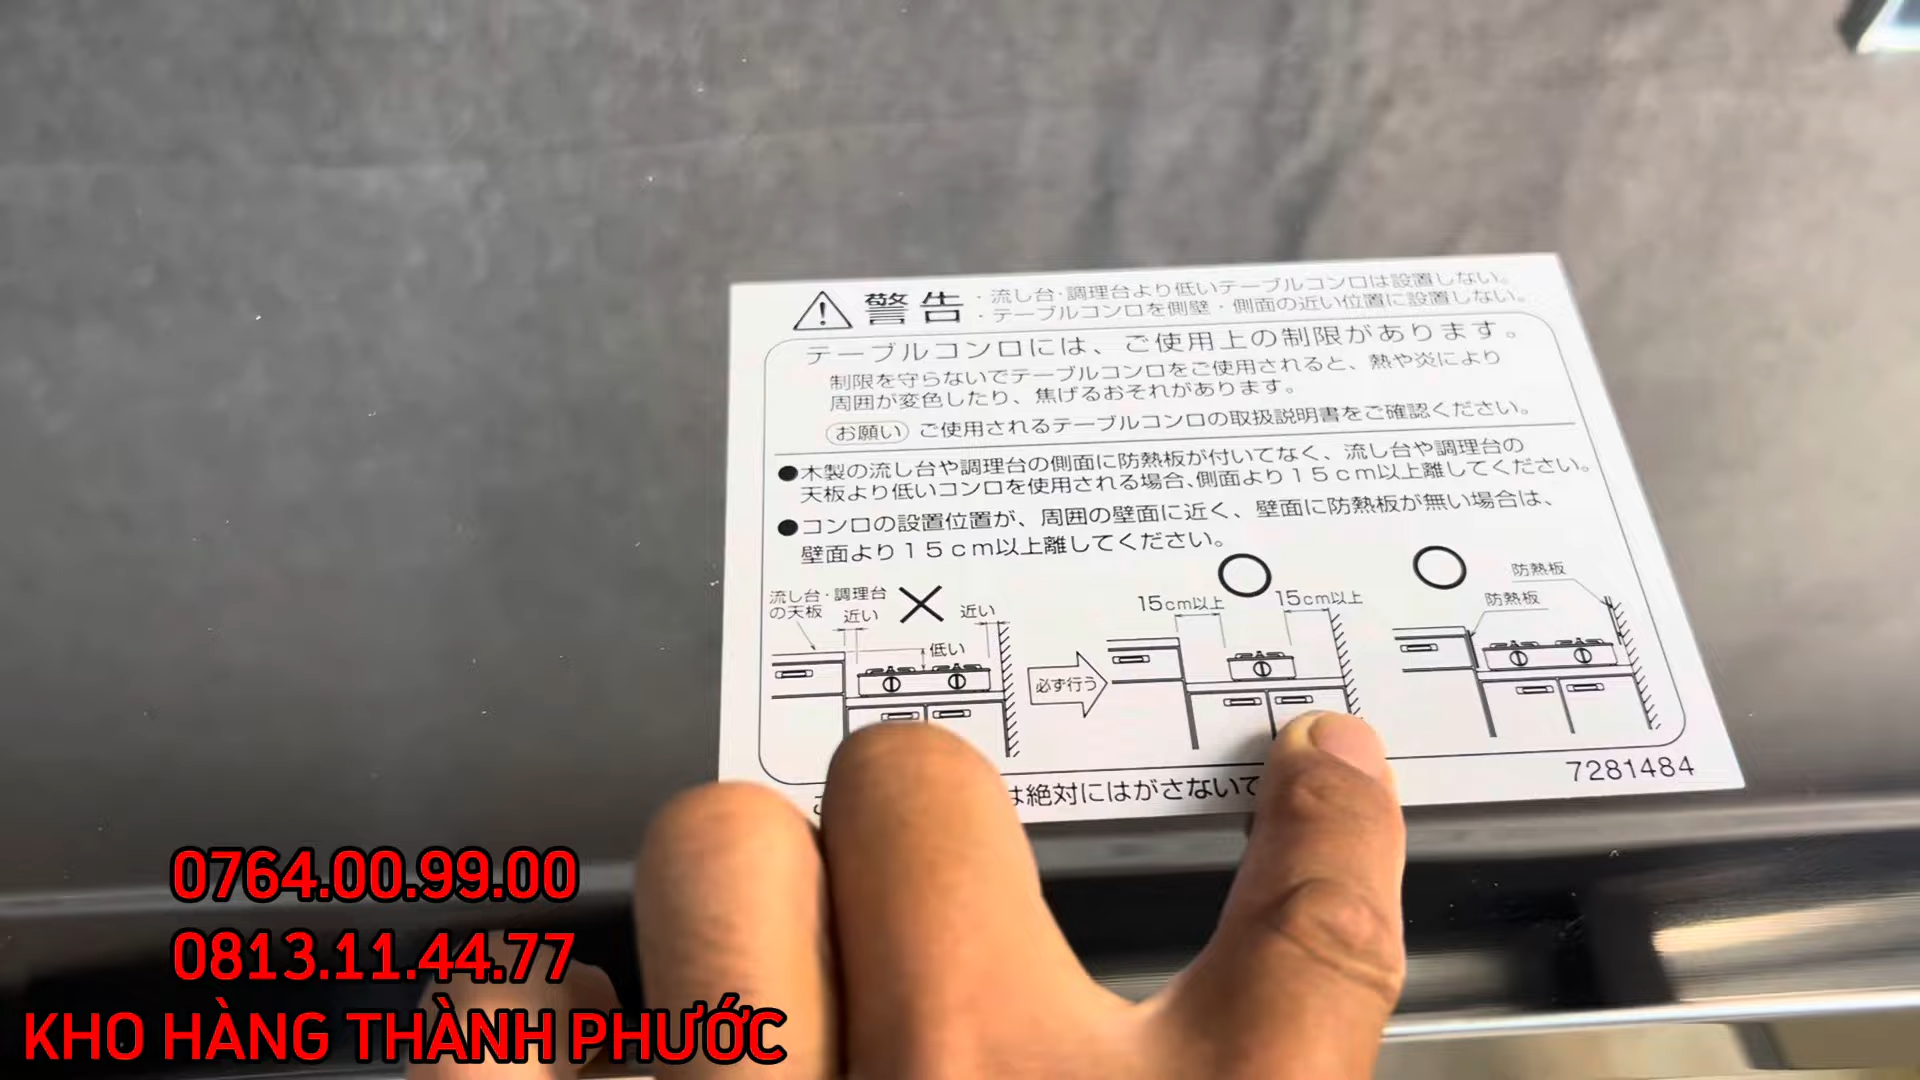 警告
・流し台・調理台より低いテーブルコンロは設置しない。
・テーブルコンロを側壁・側面の近い位置に設置しない。
テーブルコンロには、ご使用上の制限があります。
制限を守らないでテーブルコンロをご使用されると、熱や炎により
周囲が変色したり、焦げるおそれがあります。
お願い ご使用されるテーブルコンロの取扱説明書をご確認ください。
●木製の流し台や調理台の側面に防熱板が付いてなく、流し台や調理台の
天板より低いコンロを使用される場合、側面より15cm以上離してください。
●コンロの設置位置が、周囲の壁面に近く、壁面に防熱板が無い場合は、
壁面より15cm以上離してください。
流し台・調理台
の天板
近い
近い
低い
必ず行う
15cm以上
15cm以上
防熱板
防熱板
は絶対にはがさないで
7281484
0764.00.99.00
0813.11.44.77
KHO HÀNG THÀNH PHƯỚC